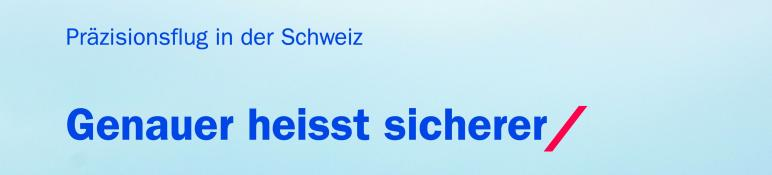 Präzisionsflug in der Schweiz
Genauer heisst sicherer/